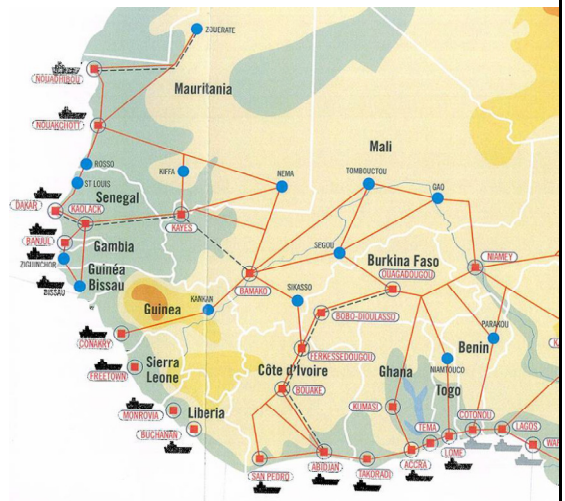 ZOUERATE
NOUADHIBOU
Mauritania
NOUAKCHOTT
Mali
ROSSO
KIFFA
NEMA
TOMBOUCTOU
ST LOUIS
GAO
Senegal
DAKAR
KAOLACK
KAYES
BANJUL
Gambia
ZIGUINCHOR
SEGOU
NIAMEY
Guinéa
Bissau
Burkina Faso
OUAGADOUGOU
BISSAU
BAMAKO
SIKASSO
Guinea
KANKAN
BOBO-DIOULASSO
CONAKRY
PARAKOU
Benin
FERKESSEDOUGOU
Sierra
Leone
FREETOWN
Côte d'Ivoire
Ghana
NIAMTOUCO
Togo
BOUAKE
MONROVIA
Liberia
KUMASI
COTONOU
BUCHANAN
TEMA
LAGOS
WAR
SAN PEDRO
ABIDJAN
TAKORADI
ACCRA
LOME
KA